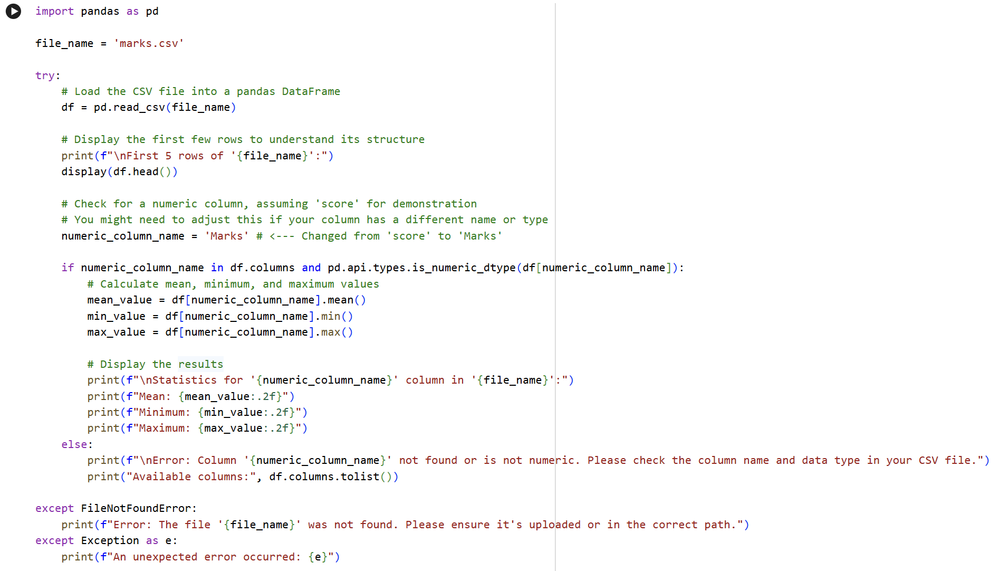 import pandas as pd
file_name = 'marks.csv'
try:
    # Load the CSV file into a pandas DataFrame
    df = pd.read_csv(file_name)
    # Display the first few rows to understand its structure
    print(f"\nFirst 5 rows of '{file_name}':")
    display(df.head())
    # Check for a numeric column, assuming 'score' for demonstration
    # You might need to adjust this if your column has a different name or type
    numeric_column_name = 'Marks' # <--- Changed from 'score' to 'Marks'
    if numeric_column_name in df.columns and pd.api.types.is_numeric_dtype(df[numeric_column_name]):
        # Calculate mean, minimum, and maximum values
        mean_value = df[numeric_column_name].mean()
        min_value = df[numeric_column_name].min()
        max_value = df[numeric_column_name].max()
        # Display the results
        print(f"\nStatistics for '{numeric_column_name}' column in '{file_name}':")
        print(f"Mean: {mean_value:.2f}")
        print(f"Minimum: {min_value:.2f}")
        print(f"Maximum: {max_value:.2f}")
    else:
        print(f"\nError: Column '{numeric_column_name}' not found or is not numeric. Please check the column name and data type in your CSV file.")
        print("Available columns:", df.columns.tolist())
except FileNotFoundError:
    print(f"Error: The file '{file_name}' was not found. Please ensure it's uploaded or in the correct path.")
except Exception as e:
    print(f"An unexpected error occurred: {e}")